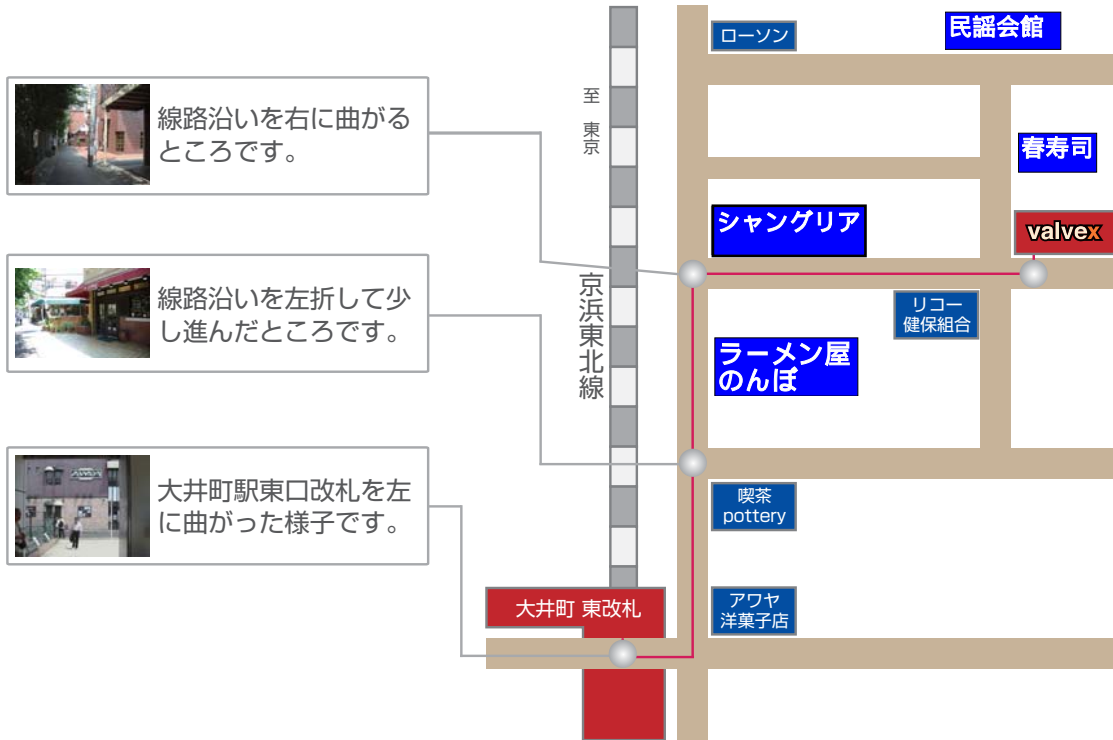 ローソン
民謡会館
至 東京
線路沿いを右に曲がる
ところです。
春寿司
シャングリア
valvex
京浜東北線
線路沿いを左折して少
し進んだところです。
リコー
健保組合
ラーメン屋
のんぼ
大井町駅東口改札を左
に曲がった様子です。
喫茶
pottery
大井町 東改札
アワヤ
洋菓子店